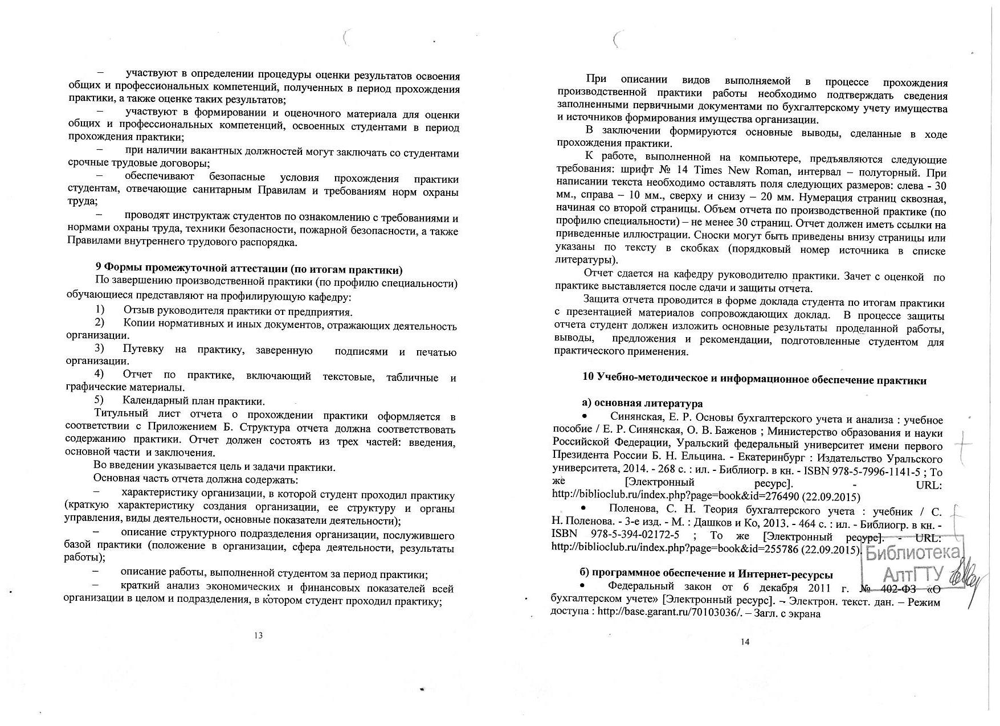 –	участвуют в определении процедуры оценки результатов освоения
общих и профессиональных компетенций, полученных в период прохождения
практики, а также оценке таких результатов;
–	участвуют в формировании и оценочного материала для оценки
общих и профессиональных компетенций, освоенных студентами в период
прохождения практики;
–	при наличии вакантных должностей могут заключать со студентами
срочные трудовые договоры;
–	обеспечивают безопасные условия прохождения практики
студентам, отвечающие санитарным Правилам и требованиям норм охраны
труда;
–	проводят инструктаж студентов по ознакомлению с требованиями и
нормами охраны труда, техники безопасности, пожарной безопасности, а также
Правилами внутреннего трудового распорядка.
9 Формы промежуточной аттестации (по итогам практики)
По завершению производственной практики (по профилю специальности)
обучающиеся представляют на профилирующую кафедру:
1)	Отзыв руководителя практики от предприятия.
2)	Копии нормативных и иных документов, отражающих деятельность
организации.
3)	Путевку на практику, заверенную подписями и печатью
организации.
4)	Отчет по практике, включающий текстовые, табличные и
графические материалы.
5)	Календарный план практики.
Титульный лист отчета о прохождении практики оформляется в
соответствии с Приложением Б. Структура отчета должна соответствовать
содержанию практики. Отчет должен состоять из трех частей: введения,
основной части и заключения.
Во введении указывается цель и задачи практики.
Основная часть отчета должна содержать:
–	характеристику организации, в которой студент проходил практику
(краткую характеристику создания организации, ее структуру и органы
управления, виды деятельности, основные показатели деятельности);
–	описание структурного подразделения организации, послужившего
базой практики (положение в организации, сфера деятельности, результаты
работы);
–	описание работы, выполненной студентом за период практики;
–	краткий анализ экономических и финансовых показателей всей
организации в целом и подразделения, в котором студент проходил практику;
13
При описании видов выполняемой в процессе прохождения
производственной практики работы необходимо подтверждать сведения
заполненными первичными документами по бухгалтерскому учету имущества
и источников формирования имущества организации.
В заключении формируются основные выводы, сделанные в ходе
прохождения практики.
К работе, выполненной на компьютере, предъявляются следующие
требования: шрифт № 14 Times New Roman, интервал – полуторный. При
написании текста необходимо оставлять поля следующих размеров: слева - 30
мм., справа – 10 мм., сверху и снизу – 20 мм. Нумерация страниц сквозная,
начиная со второй страницы. Объем отчета по производственной практике (по
профилю специальности) – не менее 30 страниц. Отчет должен иметь ссылки на
приведенные иллюстрации. Сноски могут быть приведены внизу страницы или
указаны по тексту в скобках (порядковый номер источника в списке
литературы).
Отчет сдается на кафедру руководителю практики. Зачет с оценкой по
практике выставляется после сдачи и защиты отчета.
Защита отчета проводится в форме доклада студента по итогам практики
с презентацией материалов сопровождающих доклад. В процессе защиты
отчета студент должен изложить основные результаты проделанной работы,
выводы, предложения и рекомендации, подготовленные студентом для
практического применения.
10 Учебно-методическое и информационное обеспечение практики
а) основная литература
•	Синянская, Е. Р. Основы бухгалтерского учета и анализа : учебное
пособие / Е. Р. Синянская, О. В. Баженов ; Министерство образования и науки
Российской Федерации, Уральский федеральный университет имени первого
Президента России Б. Н. Ельцина. - Екатеринбург : Издательство Уральского
университета, 2014. - 268 с. : ил. - Библиогр. в кн. - ISBN 978-5-7996-1141-5 ; То
же [Электронный ресурс]. - URL:
http://biblioclub.ru/index.php?page=book&id=276490 (22.09.2015)
•	Поленова, С. Н. Теория бухгалтерского учета : учебник / С.
Н. Поленова. - 3-е изд. - М. : Дашков и Ко, 2013. - 464 с. : ил. - Библиогр. в кн. -
ISBN 978-5-394-02172-5 ; То же [Электронный ресурс]. - URL:
http://biblioclub.ru/index.php?page=book&id=255786 (22.09.2015).
Библиотека
АлтГТУ
б) программное обеспечение и Интернет-ресурсы
•	Федеральный закон от 6 декабря 2011 г. № 402-ФЗ «О
бухгалтерском учете» [Электронный ресурс]. – Электрон. текст. дан. – Режим
доступа : http://base.garant.ru/70103036/. – Загл. с экрана
14